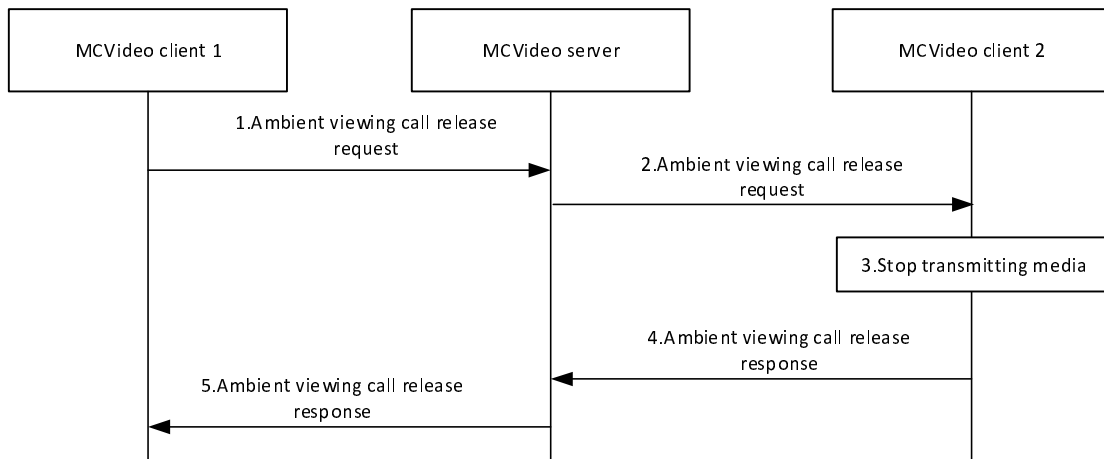 MCVideo client 1
MCVideo server
MCVideo client 2
1.Ambient viewing call release
request
2.Ambient viewing call release
request
3.Stop transmitting media
4.Ambient viewing call release
response
5.Ambient viewing call release
response